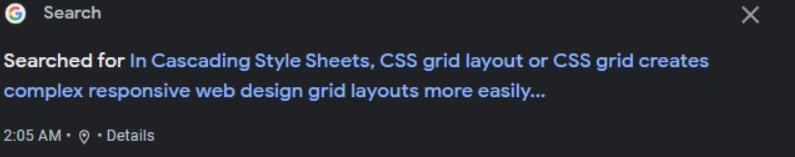 Search
Searched for In Cascading Style Sheets, CSS grid layout or CSS grid creates
complex responsive web design grid layouts more easily...
2:05 AM • • Details